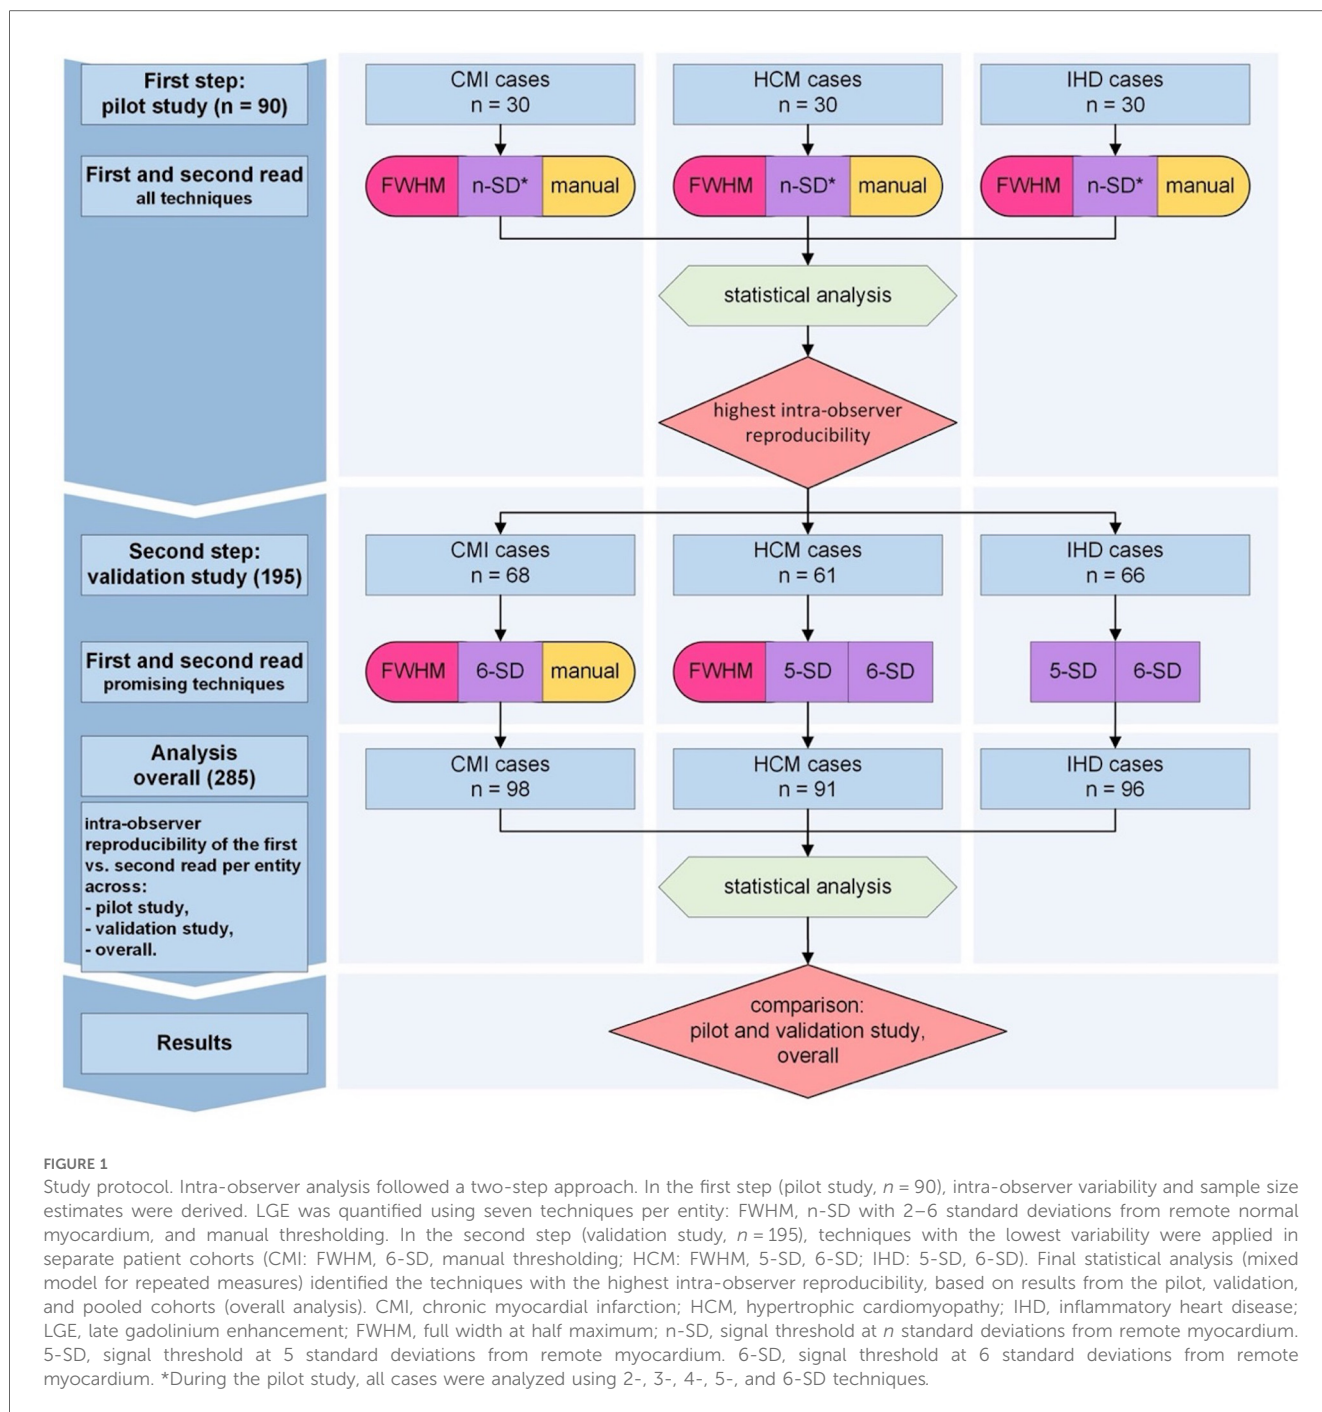 First step:
pilot study (n = 90)
CMI cases
n = 30
HCM cases
n = 30
IHD cases
n = 30
First and second read
all techniques
FWHM n-SD* manual
FWHM n-SD* manual
FWHM n-SD* manual
statistical analysis
highest intra-observer
reproducibility
Second step:
validation study (195)
CMI cases
n = 68
HCM cases
n = 61
IHD cases
n = 66
First and second read
promising techniques
FWHM 6-SD manual
FWHM 5-SD 6-SD
5-SD 6-SD
Analysis
overall (285)
CMI cases
n = 98
HCM cases
n = 91
IHD cases
n = 96
intra-observer
reproducibility of the first
vs. second read per entity
across:
- pilot study,
- validation study,
- overall.
statistical analysis
Results
comparison:
pilot and validation study,
overall
FIGURE 1
Study protocol. Intra-observer analysis followed a two-step approach. In the first step (pilot study, n = 90), intra-observer variability and sample size
estimates were derived. LGE was quantified using seven techniques per entity: FWHM, n-SD with 2–6 standard deviations from remote normal
myocardium, and manual thresholding. In the second step (validation study, n = 195), techniques with the lowest variability were applied in
separate patient cohorts (CMI: FWHM, 6-SD, manual thresholding; HCM: FWHM, 5-SD, 6-SD; IHD: 5-SD, 6-SD). Final statistical analysis (mixed
model for repeated measures) identified the techniques with the highest intra-observer reproducibility, based on results from the pilot, validation,
and pooled cohorts (overall analysis). CMI, chronic myocardial infarction; HCM, hypertrophic cardiomyopathy; IHD, inflammatory heart disease;
LGE, late gadolinium enhancement; FWHM, full width at half maximum; n-SD, signal threshold at n standard deviations from remote myocardium.
5-SD, signal threshold at 5 standard deviations from remote myocardium. 6-SD, signal threshold at 6 standard deviations from remote
myocardium. *During the pilot study, all cases were analyzed using 2-, 3-, 4-, 5-, and 6-SD techniques.